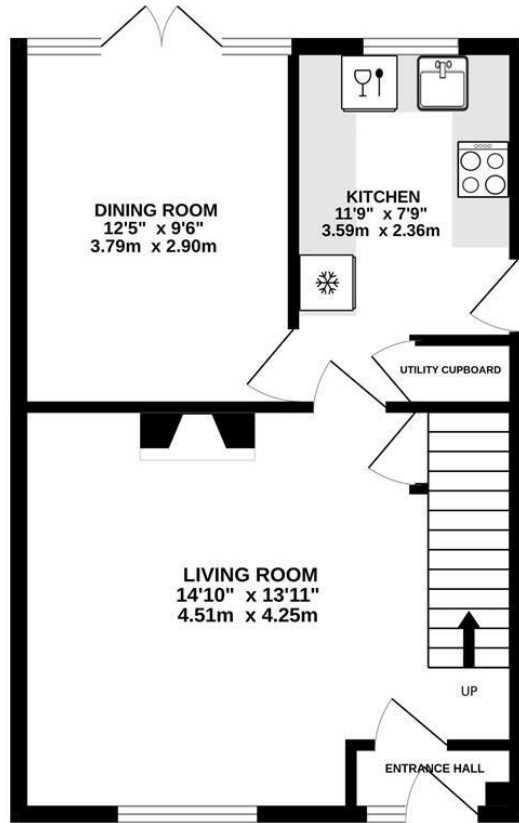 DINING ROOM
12'5" x 9'6"
3.79m x 2.90m
KITCHEN
11'9" x 7'9"
3.59m x 2.36m
UTILITY CUPBOARD
LIVING ROOM
14'10" x 13'11"
4.51m x 4.25m
UP
ENTRANCE HALL